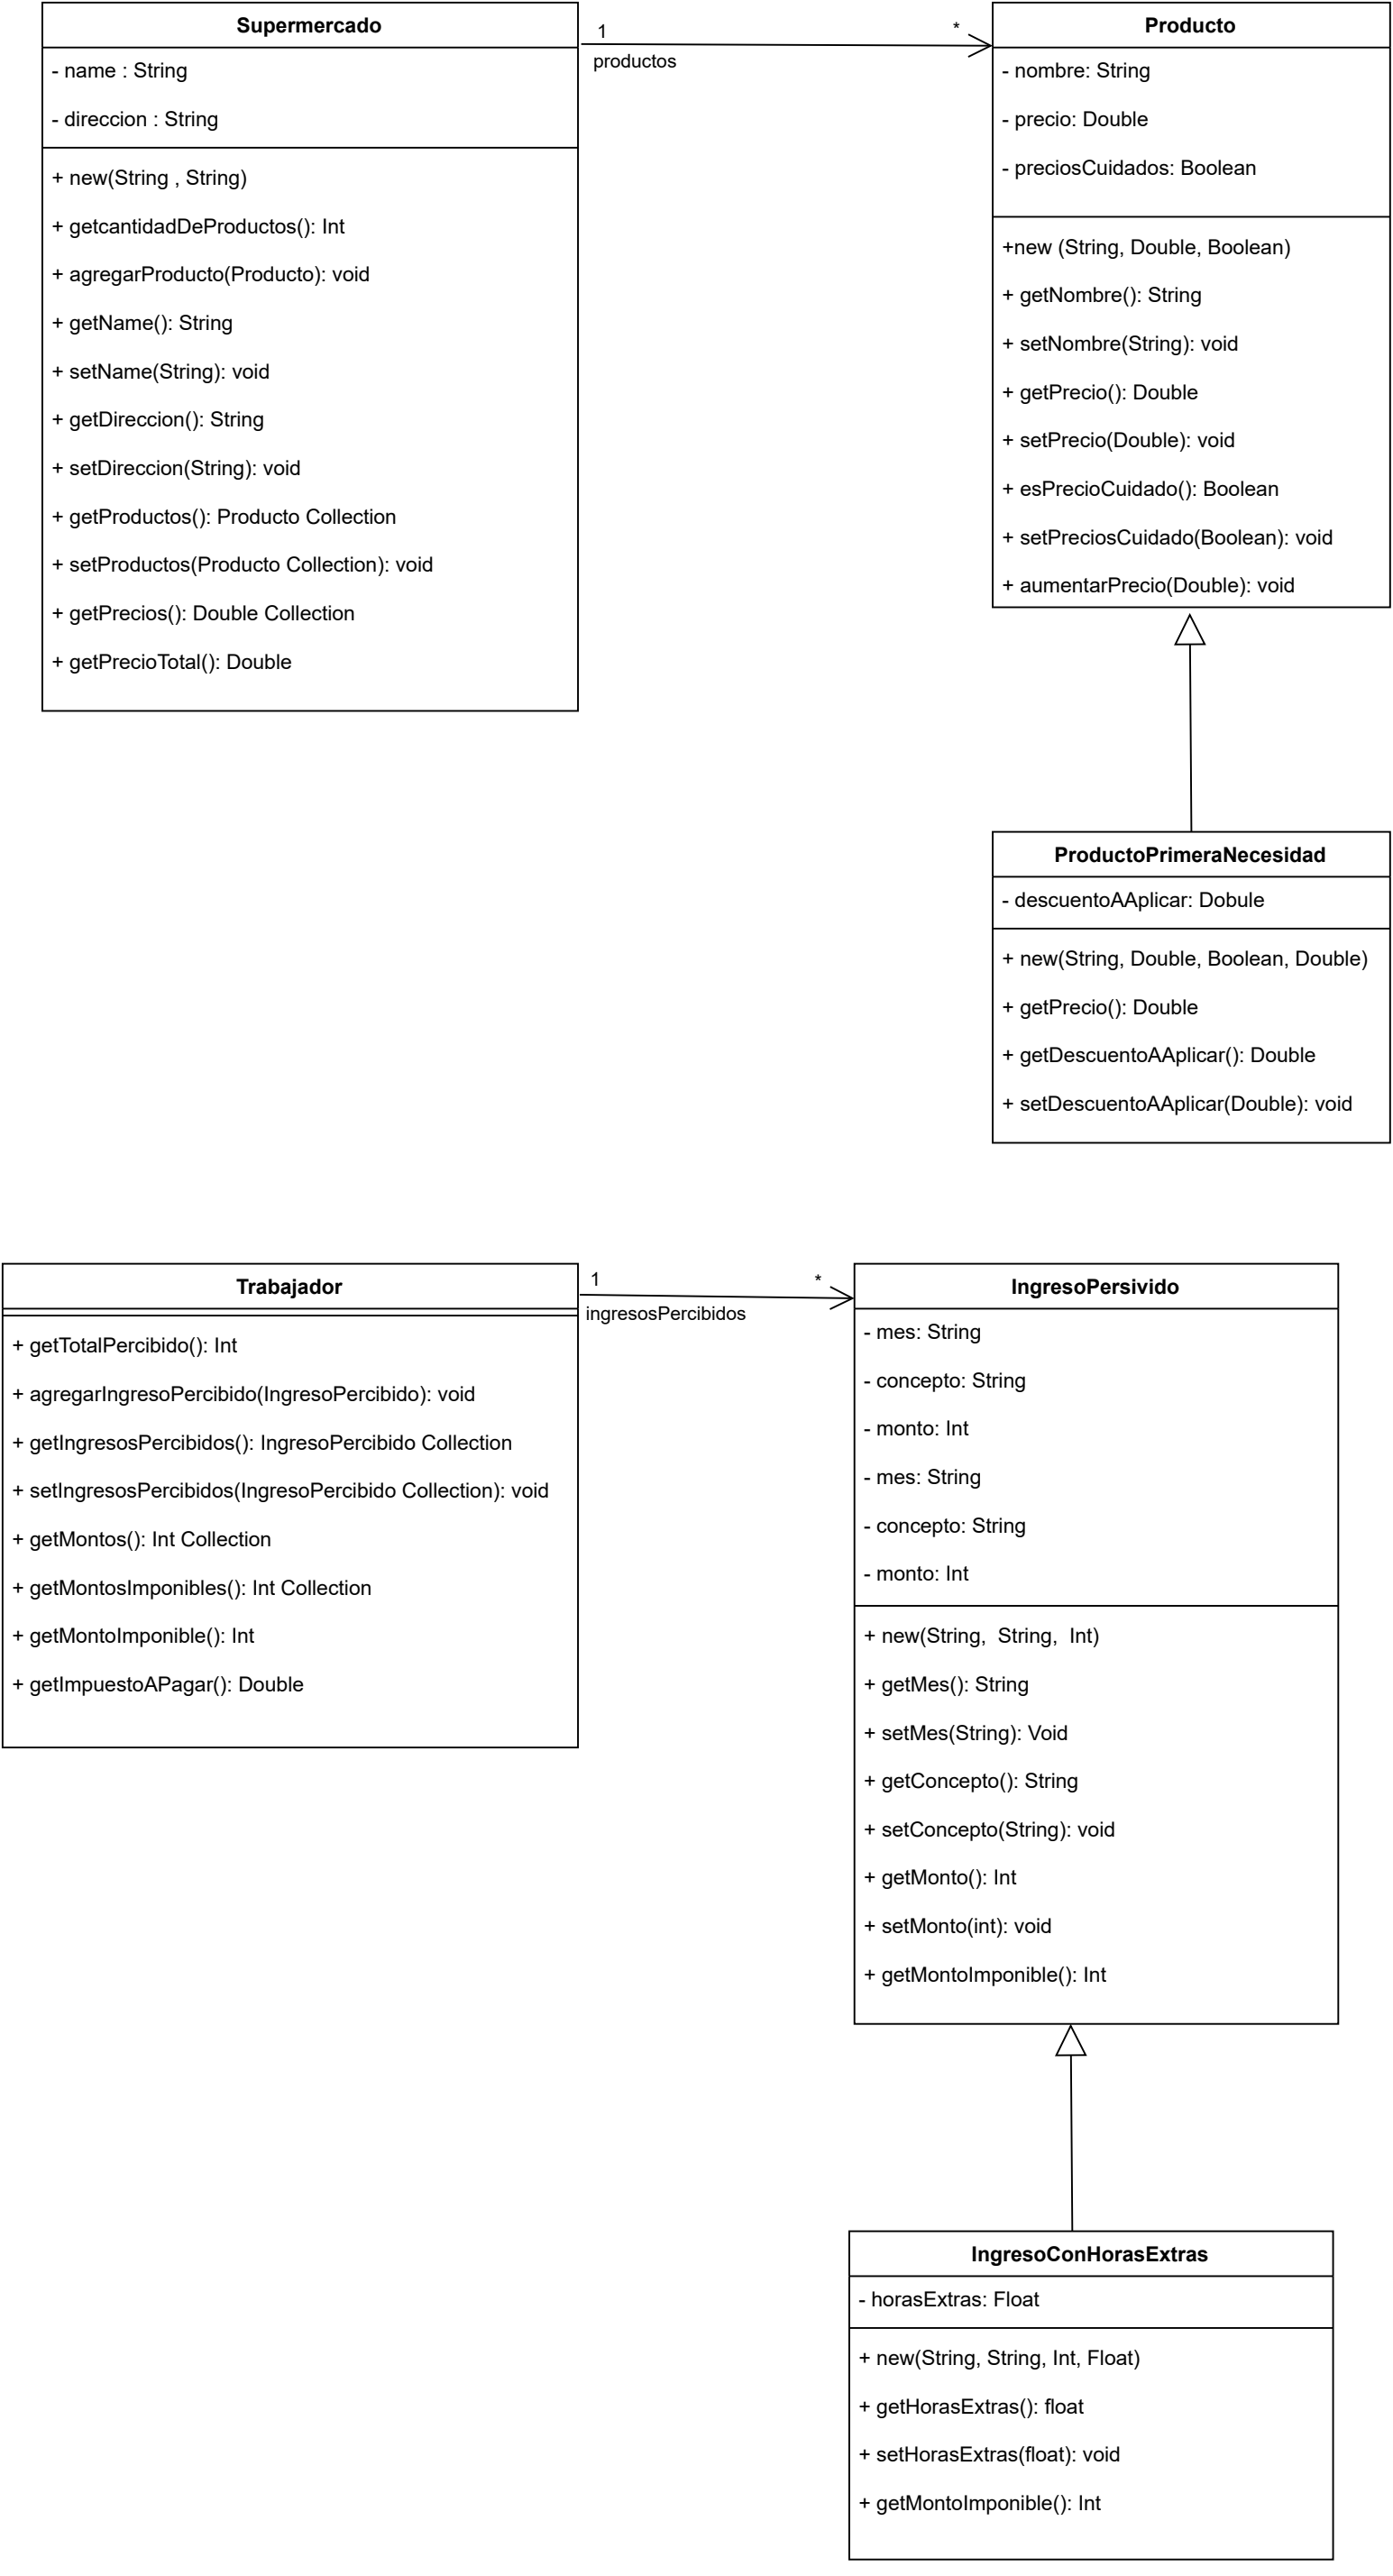 Supermercado
- name : String
- direccion : String
+ new(String , String)
+ getcantidadDeProductos(): Int
+ agregarProducto(Producto): void
+ getName(): String
+ setName(String): void
+ getDireccion(): String
+ setDireccion(String): void
+ getProductos(): Producto Collection
+ setProductos(Producto Collection): void
+ getPrecios(): Double Collection
+ getPrecioTotal(): Double
1
*
productos
Producto
- nombre: String
- precio: Double
- preciosCuidados: Boolean
+new (String, Double, Boolean)
+ getNombre(): String
+ setNombre(String): void
+ getPrecio(): Double
+ setPrecio(Double): void
+ esPrecioCuidado(): Boolean
+ setPreciosCuidado(Boolean): void
+ aumentarPrecio(Double): void
ProductoPrimeraNecesidad
- descuentoAAplicar: Dobule
+ new(String, Double, Boolean, Double)
+ getPrecio(): Double
+ getDescuentoAAplicar(): Double
+ setDescuentoAAplicar(Double): void
Trabajador
+ getTotalPercibido(): Int
+ agregarIngresoPercibido(IngresoPercibido): void
+ getIngresosPercibidos(): IngresoPercibido Collection
+ setIngresosPercibidos(IngresoPercibido Collection): void
+ getMontos(): Int Collection
+ getMontosImponibles(): Int Collection
+ getMontoImponible(): Int
+ getImpuestoAPagar(): Double
1
*
ingresosPercibidos
IngresoPersivido
- mes: String
- concepto: String
- monto: Int
- mes: String
- concepto: String
- monto: Int
+ new(String,  String,  Int)
+ getMes(): String
+ setMes(String): Void
+ getConcepto(): String
+ setConcepto(String): void
+ getMonto(): Int
+ setMonto(int): void
+ getMontoImponible(): Int
IngresoConHorasExtras
- horasExtras: Float
+ new(String, String, Int, Float)
+ getHorasExtras(): float
+ setHorasExtras(float): void
+ getMontoImponible(): Int